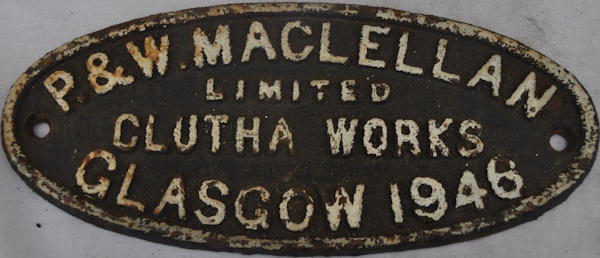 P.&W. MACLELLAN
LIMITED
CLUTHA WORKS
GLASGOW 1946